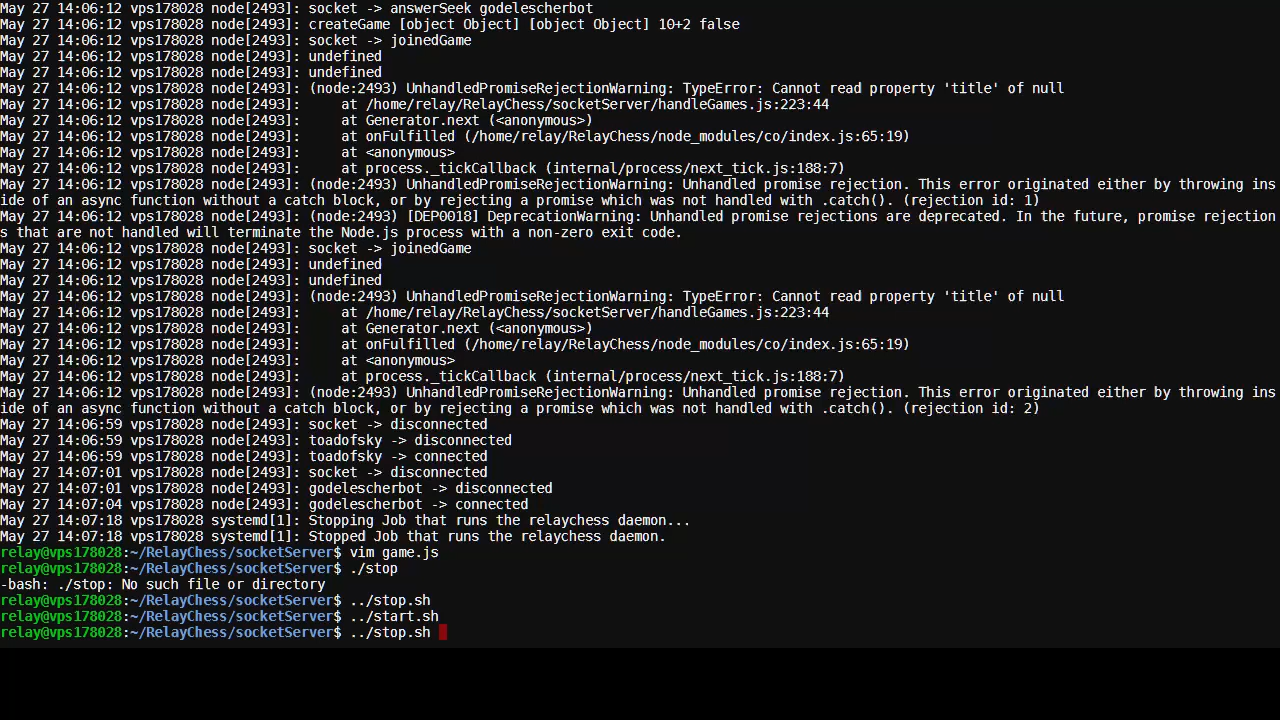 May 27 14:06:12 vps178028 node[2493]: socket -> answerSeek godelescherbot
May 27 14:06:12 vps178028 node[2493]: createGame [object Object] [object Object] 10+2 false
May 27 14:06:12 vps178028 node[2493]: socket -> joinedGame
May 27 14:06:12 vps178028 node[2493]: undefined
May 27 14:06:12 vps178028 node[2493]: undefined
May 27 14:06:12 vps178028 node[2493]: (node:2493) UnhandledPromiseRejectionWarning: TypeError: Cannot read property 'title' of null
May 27 14:06:12 vps178028 node[2493]:     at /home/relay/RelayChess/socketServer/handleGames.js:223:44
May 27 14:06:12 vps178028 node[2493]:     at Generator.next (<anonymous>)
May 27 14:06:12 vps178028 node[2493]:     at onFulfilled (/home/relay/RelayChess/node_modules/co/index.js:65:19)
May 27 14:06:12 vps178028 node[2493]:     at <anonymous>
May 27 14:06:12 vps178028 node[2493]:     at process._tickCallback (internal/process/next_tick.js:188:7)
May 27 14:06:12 vps178028 node[2493]: (node:2493) UnhandledPromiseRejectionWarning: Unhandled promise rejection. This error originated either by throwing ins
ide of an async function without a catch block, or by rejecting a promise which was not handled with .catch(). (rejection id: 1)
May 27 14:06:12 vps178028 node[2493]: (node:2493) [DEP0018] DeprecationWarning: Unhandled promise rejections are deprecated. In the future, promise rejection
s that are not handled will terminate the Node.js process with a non-zero exit code.
May 27 14:06:12 vps178028 node[2493]: socket -> joinedGame
May 27 14:06:12 vps178028 node[2493]: undefined
May 27 14:06:12 vps178028 node[2493]: undefined
May 27 14:06:12 vps178028 node[2493]: (node:2493) UnhandledPromiseRejectionWarning: TypeError: Cannot read property 'title' of null
May 27 14:06:12 vps178028 node[2493]:     at /home/relay/RelayChess/socketServer/handleGames.js:223:44
May 27 14:06:12 vps178028 node[2493]:     at Generator.next (<anonymous>)
May 27 14:06:12 vps178028 node[2493]:     at onFulfilled (/home/relay/RelayChess/node_modules/co/index.js:65:19)
May 27 14:06:12 vps178028 node[2493]:     at <anonymous>
May 27 14:06:12 vps178028 node[2493]:     at process._tickCallback (internal/process/next_tick.js:188:7)
May 27 14:06:12 vps178028 node[2493]: (node:2493) UnhandledPromiseRejectionWarning: Unhandled promise rejection. This error originated either by throwing ins
ide of an async function without a catch block, or by rejecting a promise which was not handled with .catch(). (rejection id: 2)
May 27 14:06:59 vps178028 node[2493]: socket -> disconnected
May 27 14:06:59 vps178028 node[2493]: toadofsky -> disconnected
May 27 14:06:59 vps178028 node[2493]: toadofsky -> connected
May 27 14:07:01 vps178028 node[2493]: socket -> disconnected
May 27 14:07:01 vps178028 node[2493]: godelescherbot -> disconnected
May 27 14:07:04 vps178028 node[2493]: godelescherbot -> connected
May 27 14:07:18 vps178028 systemd[1]: Stopping Job that runs the relaychess daemon...
May 27 14:07:18 vps178028 systemd[1]: Stopped Job that runs the relaychess daemon.
relay@vps178028:~/RelayChess/socketServer$ vim game.js
relay@vps178028:~/RelayChess/socketServer$ ./stop
-bash: ./stop: No such file or directory
relay@vps178028:~/RelayChess/socketServer$ ../stop.sh
relay@vps178028:~/RelayChess/socketServer$ ../start.sh
relay@vps178028:~/RelayChess/socketServer$ ../stop.sh